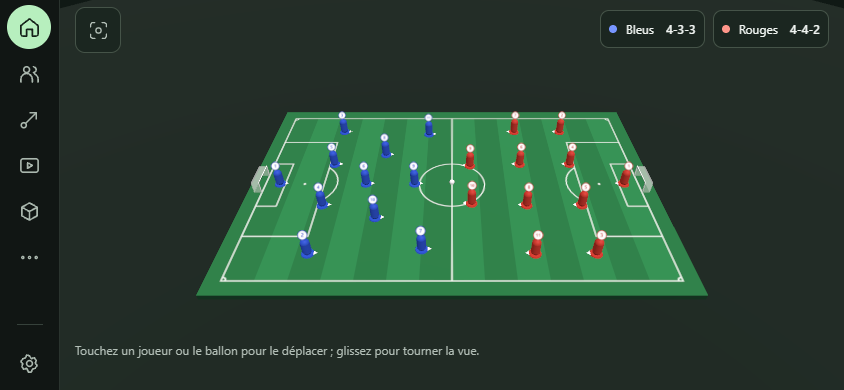 Bleus 4-3-3
Rouges 4-4-2
Touchez un joueur ou le ballon pour le déplacer ; glissez pour tourner la vue.